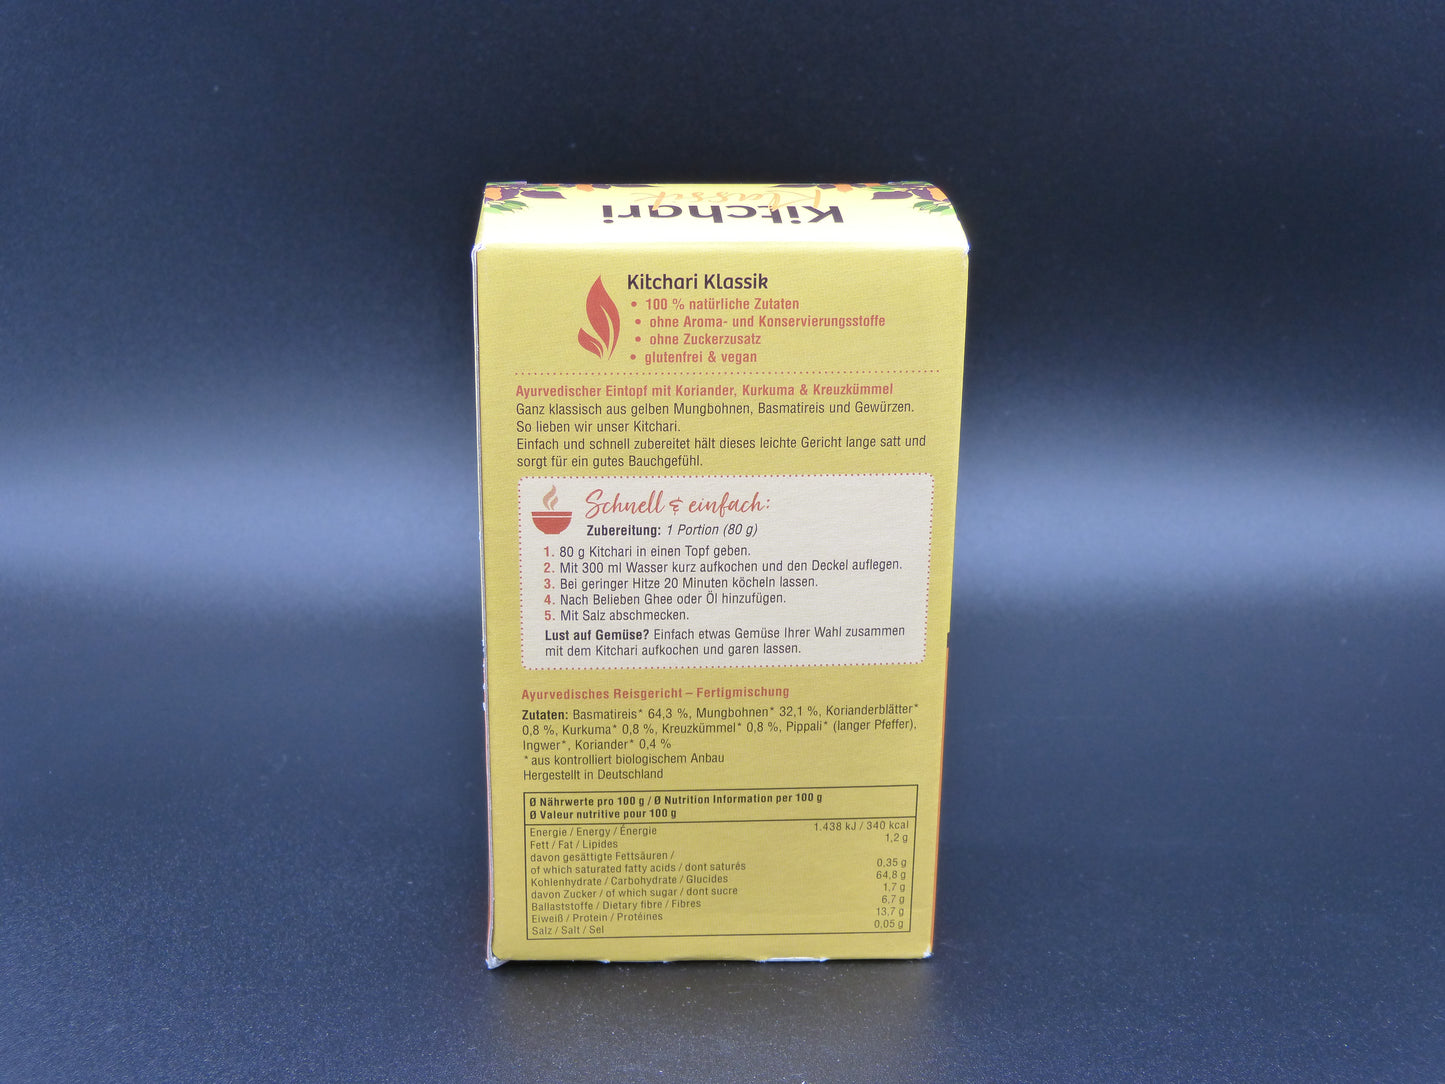 Kitchari
Klassik
Kitchari Klassik
• 100 % natürliche Zutaten
• ohne Aroma- und Konservierungsstoffe
• ohne Zuckerzusatz
• glutenfrei & vegan
Ayurvedischer Eintopf mit Koriander, Kurkuma & Kreuzkümmel
Ganz klassisch aus gelben Mungbohnen, Basmatireis und Gewürzen.
So lieben wir unser Kitchari.
Einfach und schnell zubereitet hält dieses leichte Gericht lange satt und
sorgt für ein gutes Bauchgefühl.
Schnell & einfach:
Zubereitung: 1 Portion (80 g)
1. 80 g Kitchari in einen Topf geben.
2. Mit 300 ml Wasser kurz aufkochen und den Deckel auflegen.
3. Bei geringer Hitze 20 Minuten köcheln lassen.
4. Nach Belieben Ghee oder Öl hinzufügen.
5. Mit Salz abschmecken.
Lust auf Gemüse? Einfach etwas Gemüse Ihrer Wahl zusammen
mit dem Kitchari aufkochen und garen lassen.
Ayurvedisches Reisgericht – Fertigmischung
Zutaten: Basmatireis* 64,3 %, Mungbohnen* 32,1 %, Korianderblätter*
0,8 %, Kurkuma* 0,8 %, Kreuzkümmel* 0,8 %, Pippali* (langer Pfeffer),
Ingwer*, Koriander* 0,4 %
* aus kontrolliert biologischem Anbau
Hergestellt in Deutschland
Ø Nährwerte pro 100 g / Ø Nutrition Information per 100 g
Ø Valeur nutritive pour 100 g
Energie / Energy / Énergie 1.438 kJ / 340 kcal
Fett / Fat / Lipides 1,2 g
davon gesättigte Fettsäuren /
of which saturated fatty acids / dont saturés 0,35 g
Kohlenhydrate / Carbohydrate / Glucides 64,8 g
davon Zucker / of which sugar / dont sucre 1,7 g
Ballaststoffe / Dietary fibre / Fibres 6,7 g
Eiweiß / Protein / Protéines 13,7 g
Salz / Salt / Sel 0,05 g